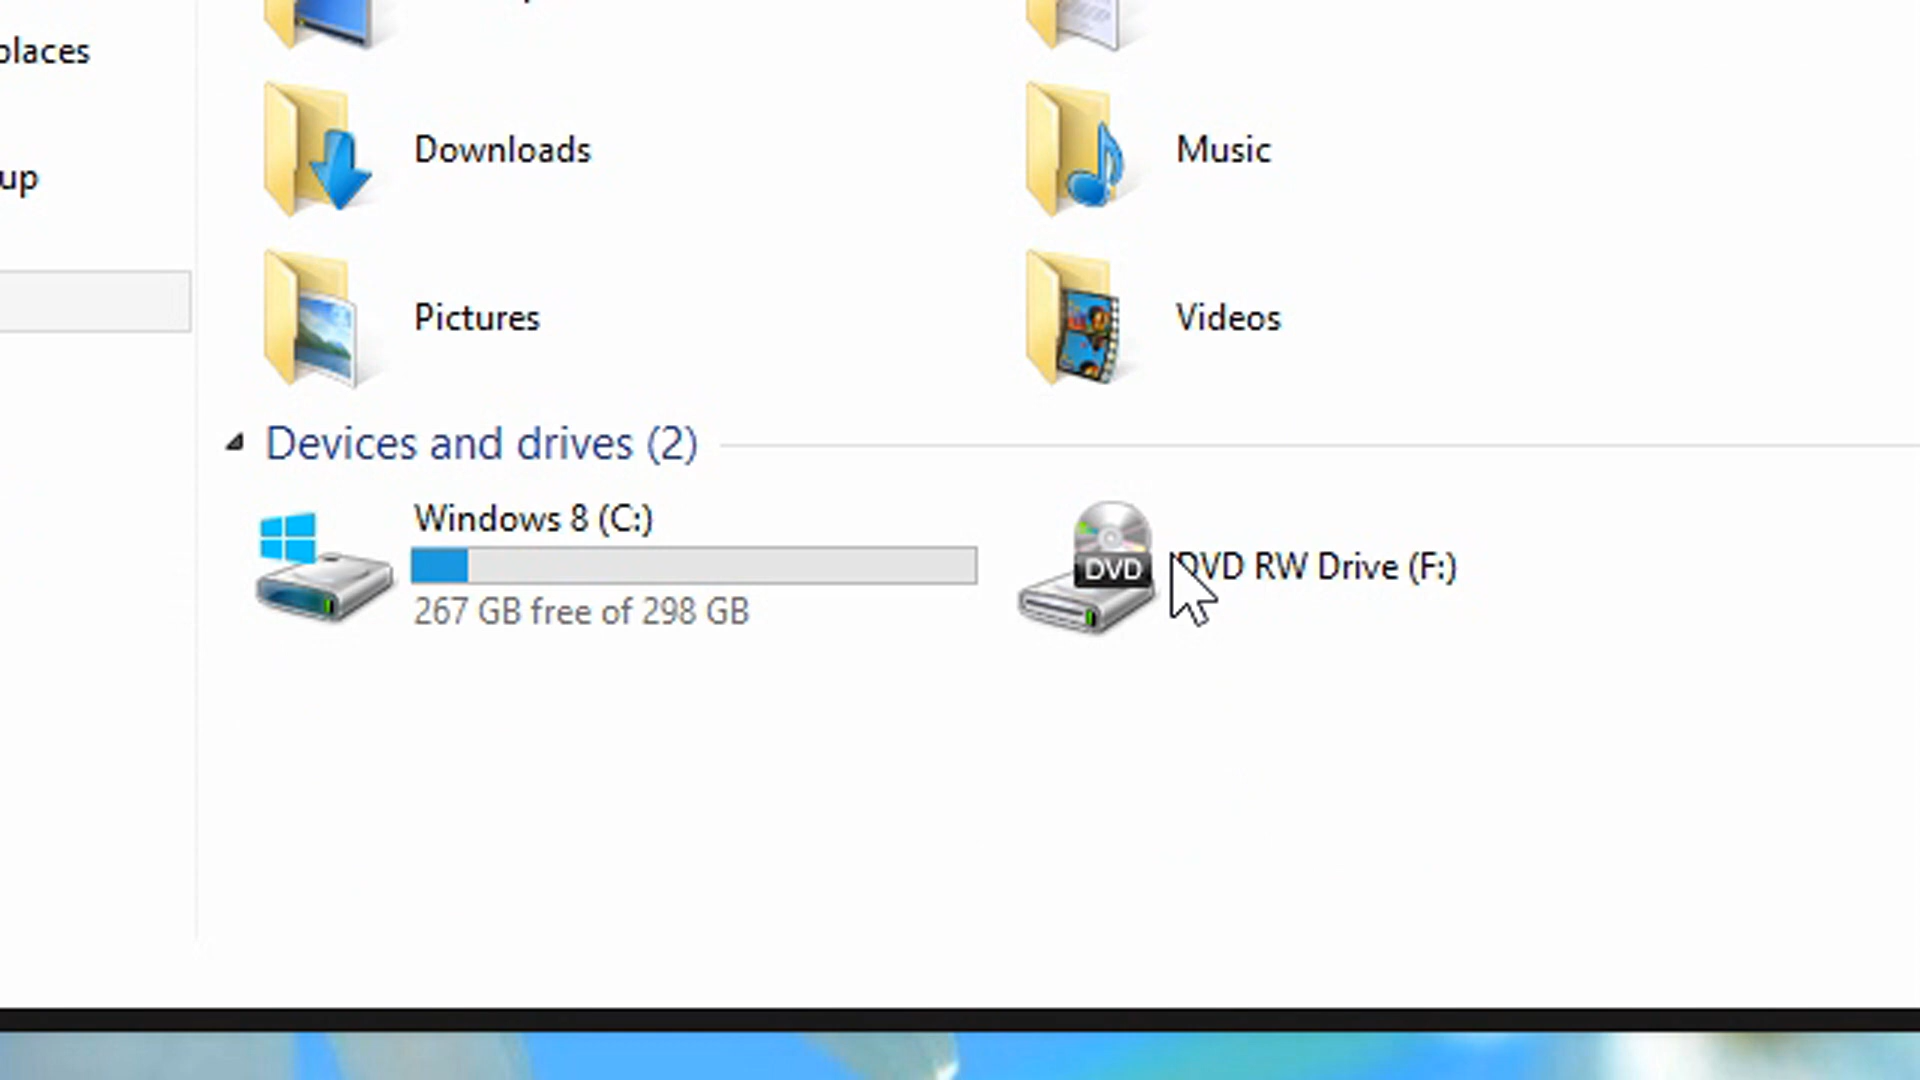 places
Downloads
Music
up
Pictures
Videos
Devices and drives (2)
Windows 8 (C:)
DVD
DVD RW Drive (F:)
267 GB free of 298 GB